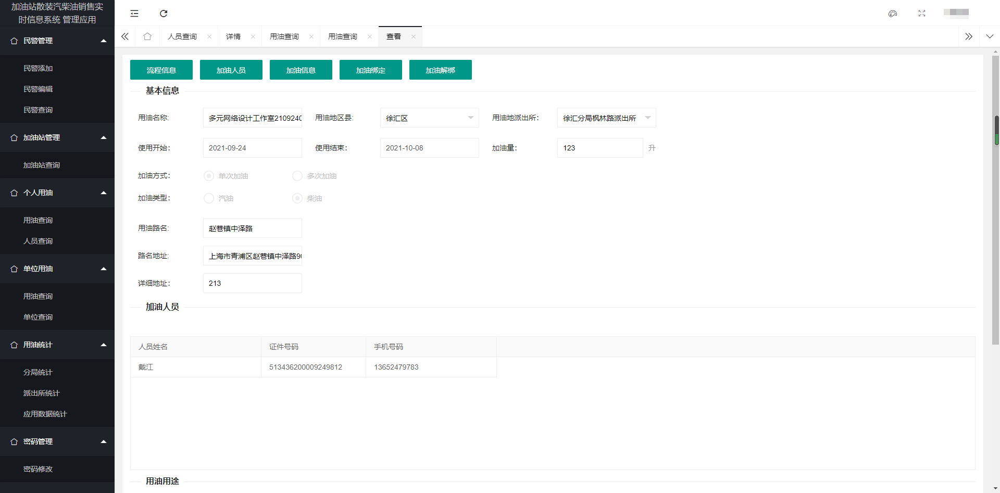 加油站散装汽柴油销售实
时信息系统 管理应用
民警管理
民警添加
民警编辑
民警查询
加油站管理
加油站查询
个人用油
用油查询
人员查询
单位用油
用油查询
单位查询
用油统计
分局统计
派出所统计
应用数据统计
密码管理
密码修改
人员查询 详情 用油查询 用油查询 查看
流程信息 加油人员 加油信息 加油绑定 加油解绑
基本信息
用油名称: 多元网络设计工作室2109240 用油地区县: 徐汇区 用油地派出所: 徐汇分局枫林路派出所
使用开始: 2021-09-24 使用结束: 2021-10-08 加油量: 123 升
加油方式: 单次加油 多次加油
加油类型: 汽油 柴油
用油路名: 赵巷镇中泽路
路名地址: 上海市青浦区赵巷镇中泽路96
详细地址: 213
加油人员
人员姓名 证件号码 手机号码
戴江 513436200009249812 13652479783
用油用途